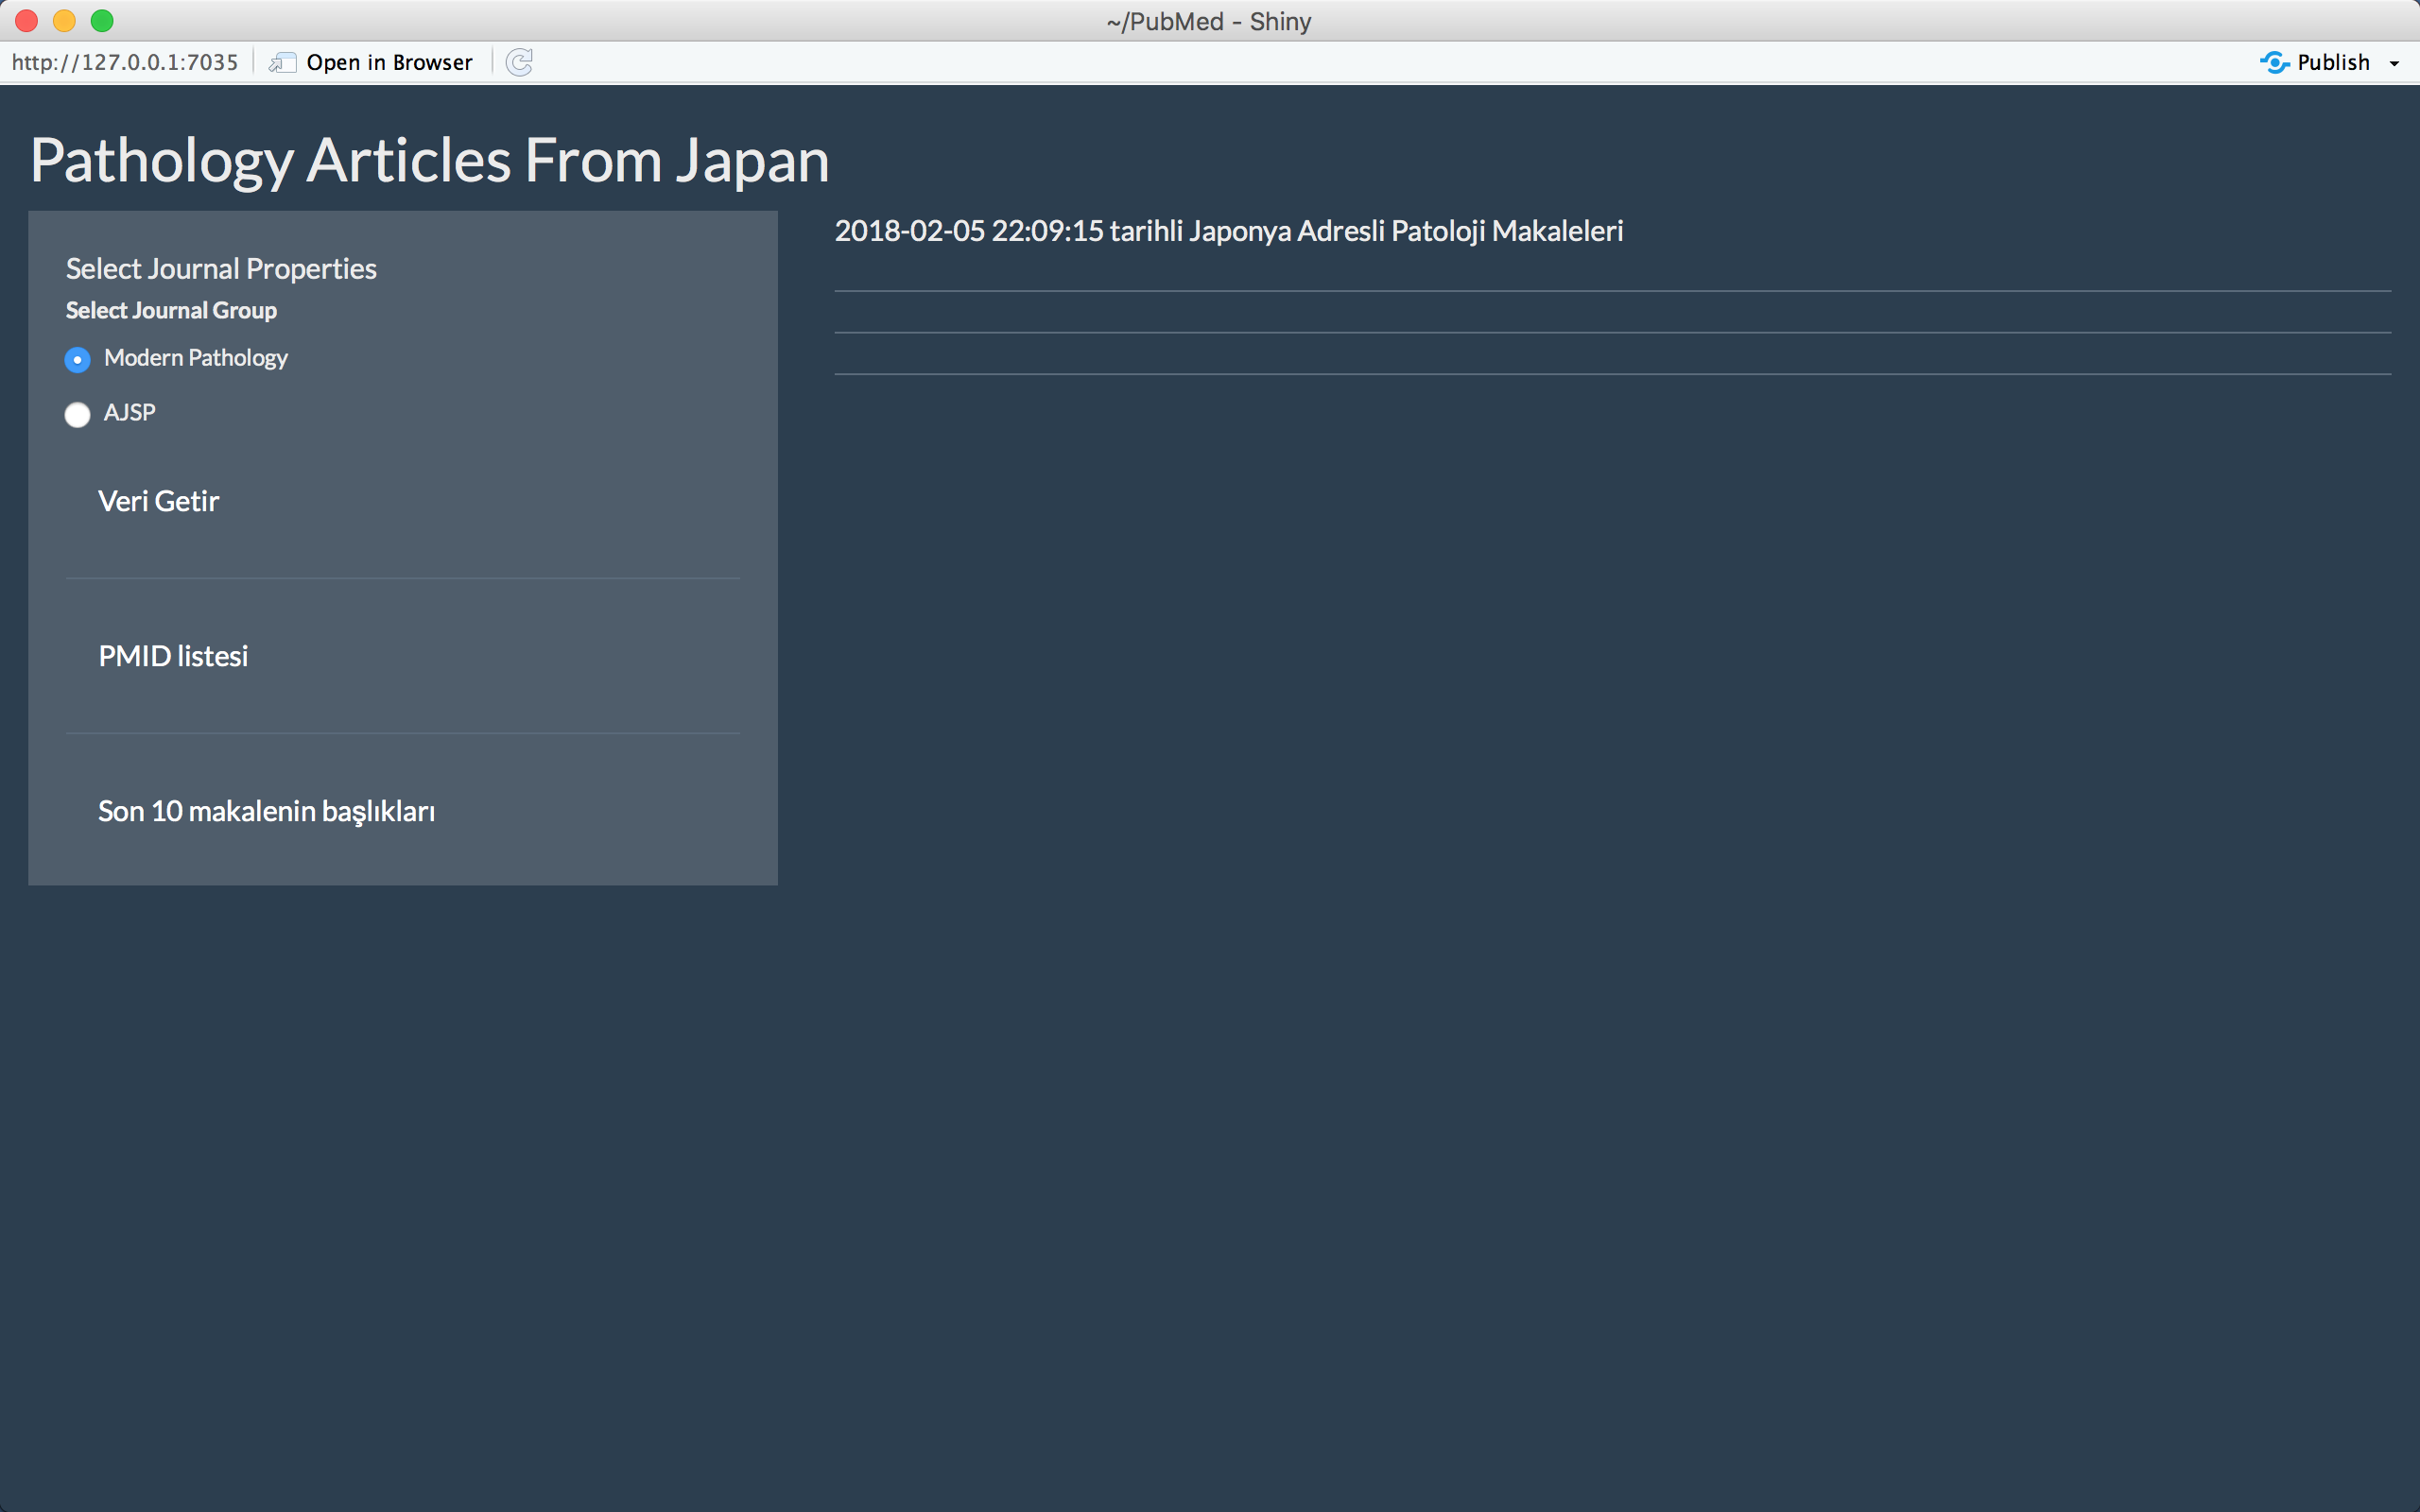 ~/PubMed - Shiny
http://127.0.0.1:7035 Open in Browser Publish
Pathology Articles From Japan
Select Journal Properties
Select Journal Group
Modern Pathology
AJSP
Veri Getir
PMID listesi
Son 10 makalenin başlıkları
2018-02-05 22:09:15 tarihli Japonya Adresli Patoloji Makaleleri